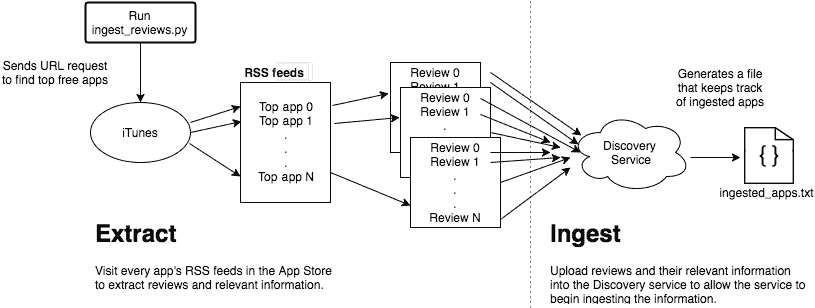 Run
ingest_reviews.py
Sends URL request
to find top free apps
iTunes
RSS feeds
Top app 0
Top app 1
.
.
.
Top app N
Review 0
Review 1
Review 0
Review 1
.
Review 0
Review 1
.
.
.
Review N
Discovery
Service
Generates a file
that keeps track
of ingested apps
{ }
ingested_apps.txt
Extract
Visit every app's RSS feeds in the App Store
to extract reviews and relevant information.
Ingest
Upload reviews and their relevant information
into the Discovery service to allow the service to
begin ingesting the information.